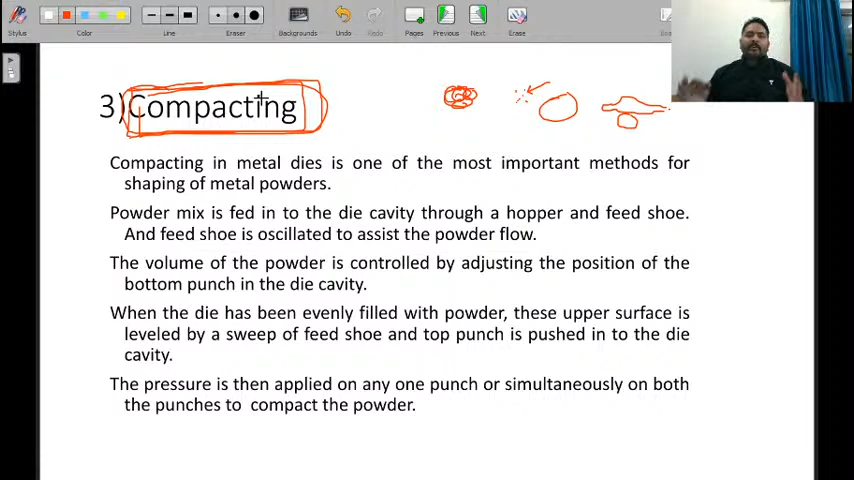 Stylus
Color
Line
Eraser
Backgrounds
Undo
Redo
Pages
Previous
Next
Erase
3)Compacting
Compacting in metal dies is one of the most important methods for
shaping of metal powders.
Powder mix is fed in to the die cavity through a hopper and feed shoe.
And feed shoe is oscillated to assist the powder flow.
The volume of the powder is controlled by adjusting the position of the
bottom punch in the die cavity.
When the die has been evenly filled with powder, these upper surface is
leveled by a sweep of feed shoe and top punch is pushed in to the die
cavity.
The pressure is then applied on any one punch or simultaneously on both
the punches to compact the powder.